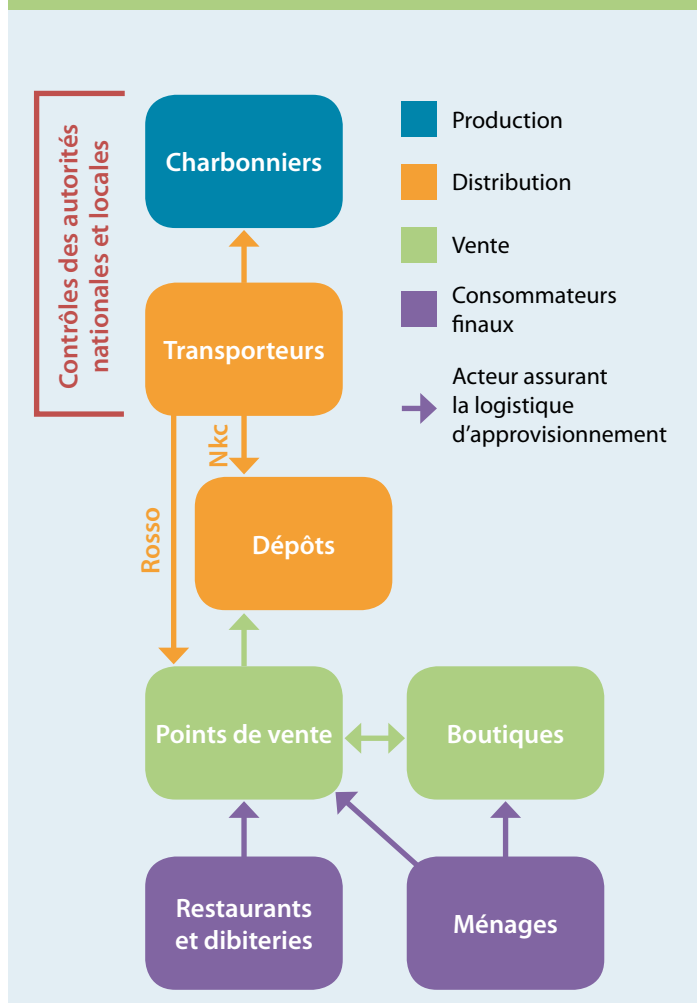 Contrôles des autorités
nationales et locales
Charbonniers
Transporteurs
Nkc
Rosso
Dépôts
Points de vente
Boutiques
Restaurants
et dibiteries
Ménages
Production
Distribution
Vente
Consommateurs
finaux
Acteur assurant
la logistique
d’approvisionnement